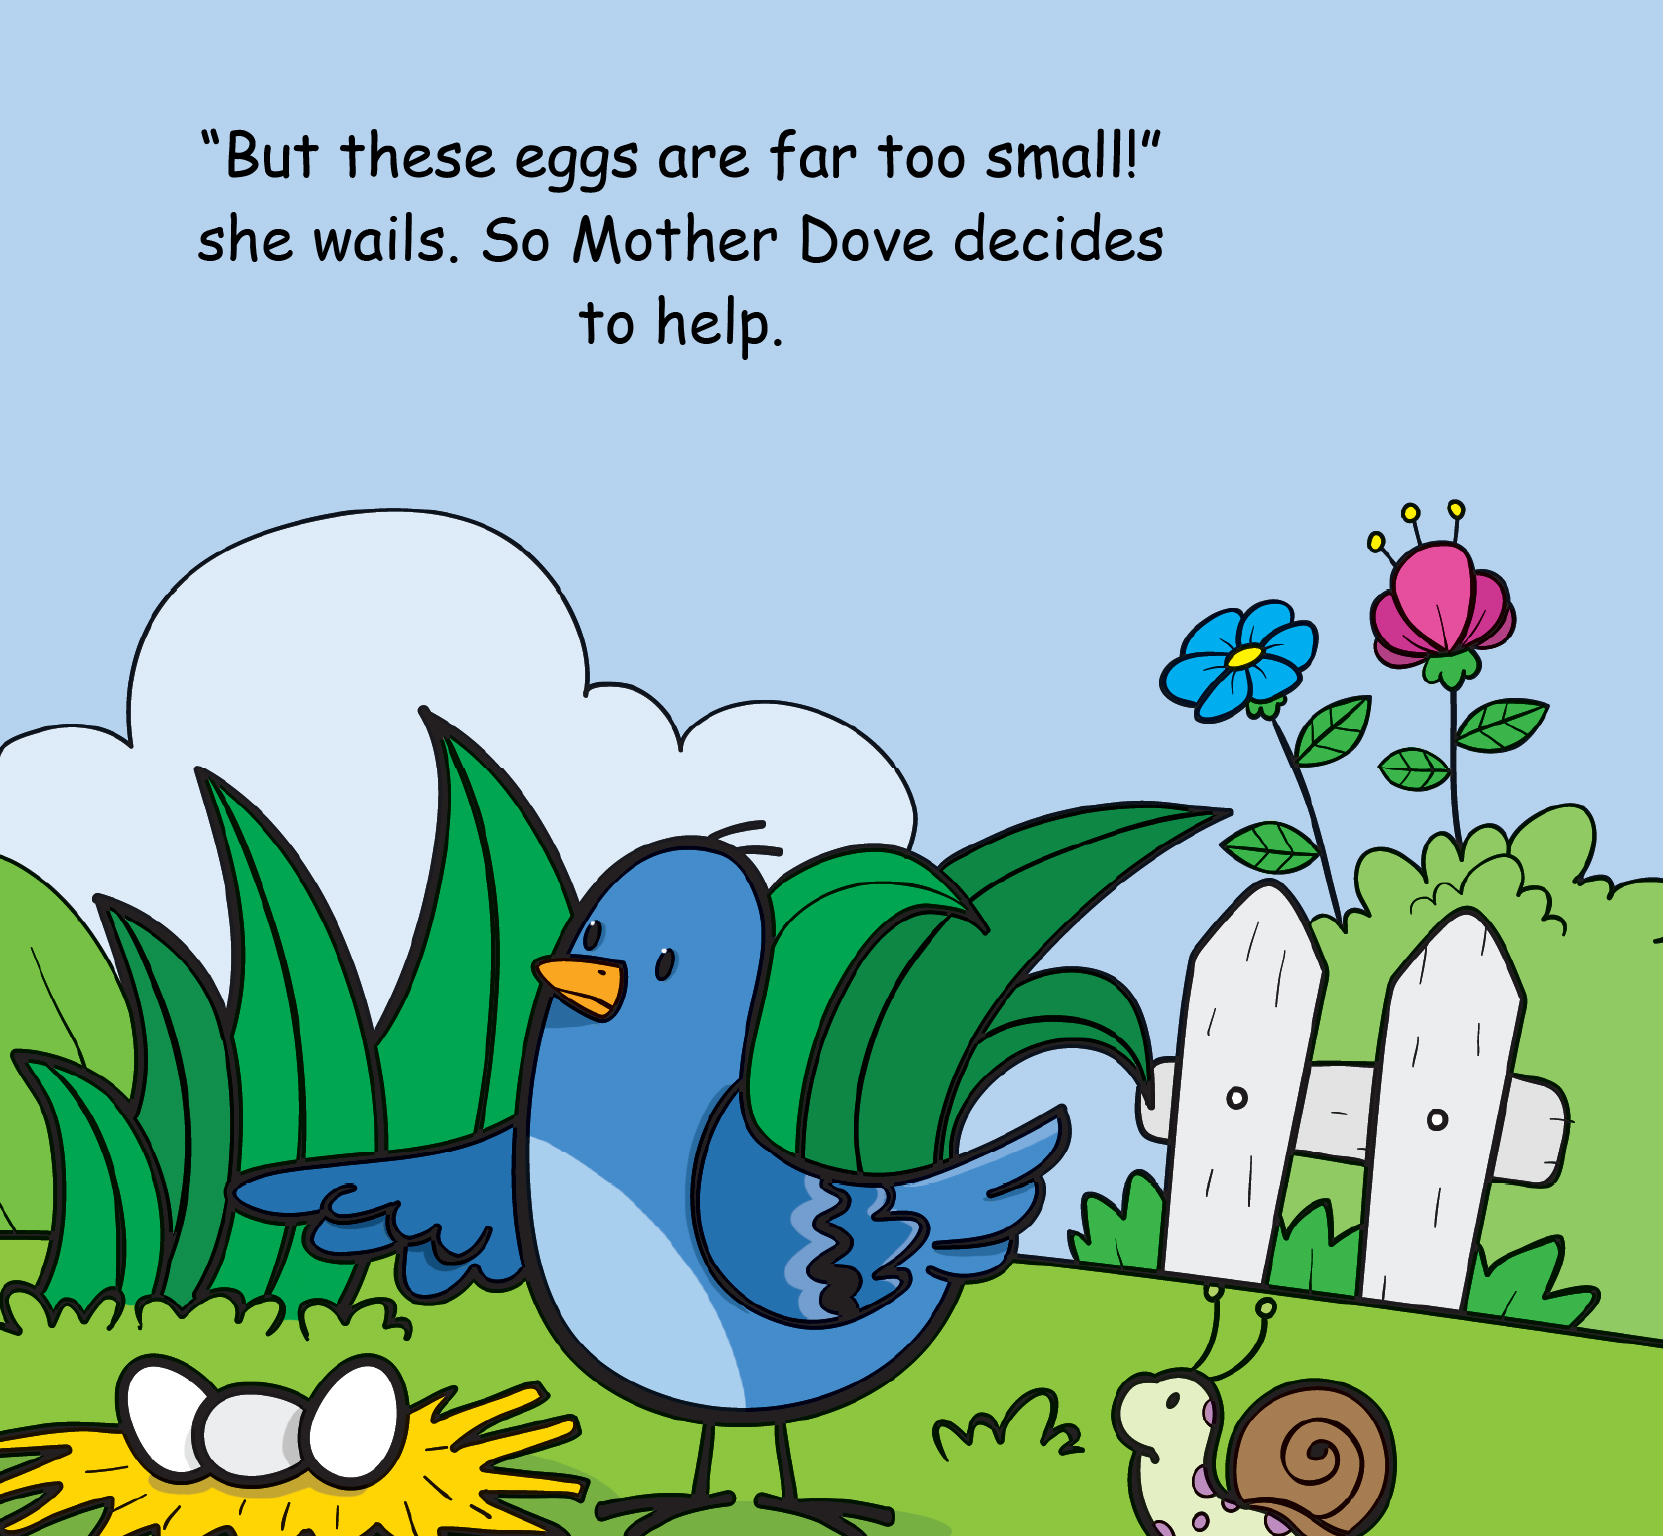 “But these eggs are far too small!”
she wails. So Mother Dove decides
to help.